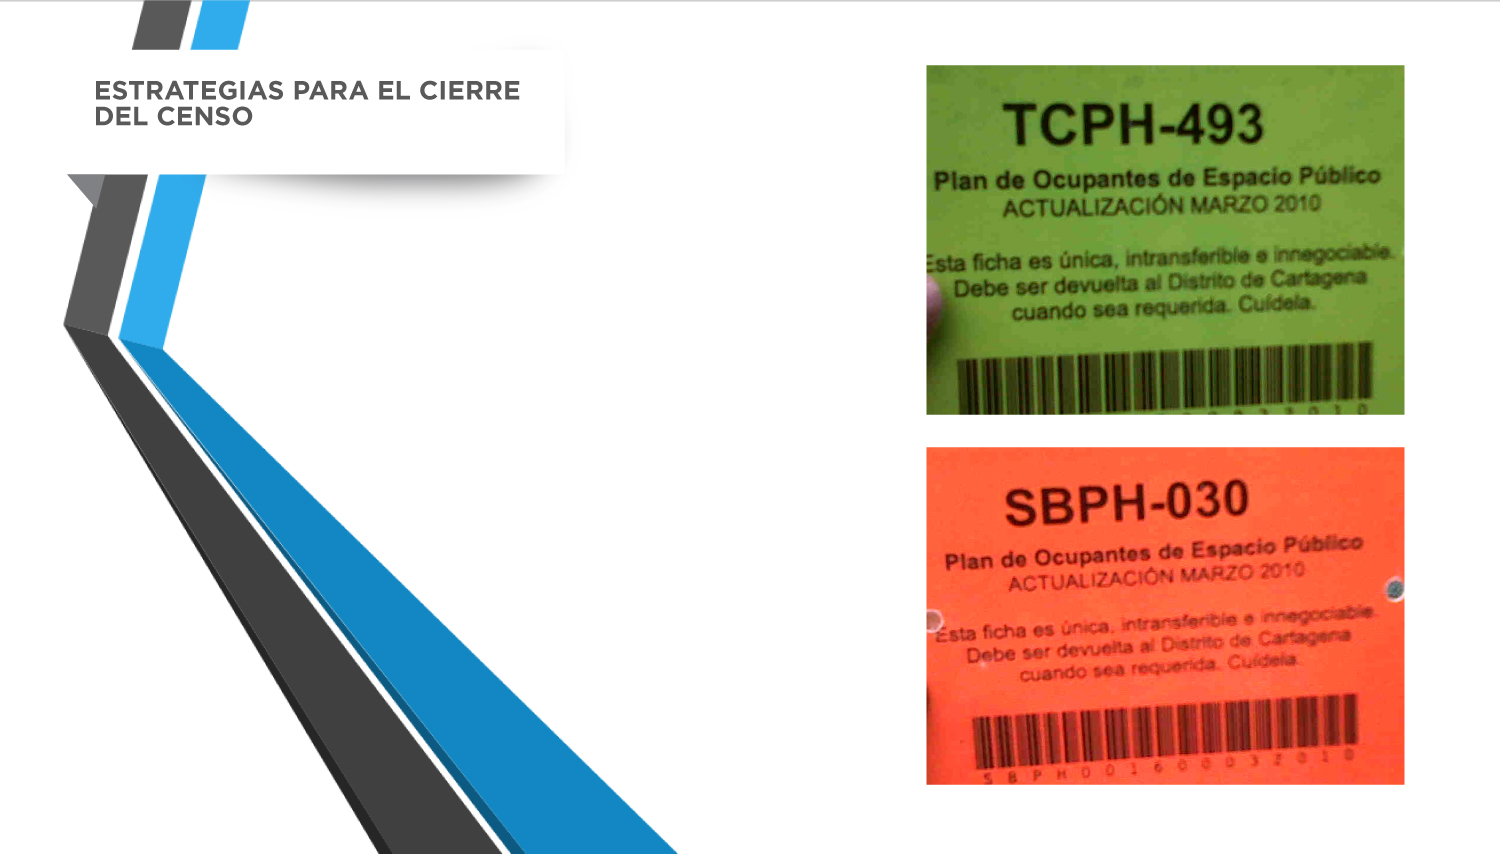 ESTRATEGIAS PARA EL CIERRE
DEL CENSO
TCPH-493
Plan de Ocupantes de Espacio Público
ACTUALIZACIÓN MARZO 2010
Esta ficha es única, intransferible e innegociable.
Debe ser devuelta al Distrito de Cartagena
cuando sea requerida. Cuídela.
SBPH-030
Plan de Ocupantes de Espacio Público
ACTUALIZACIÓN MARZO 2010
Esta ficha es única, intransferible e innegociable.
Debe ser devuelta al Distrito de Cartagena
cuando sea requerida. Cuídela.
SBPH00160032010